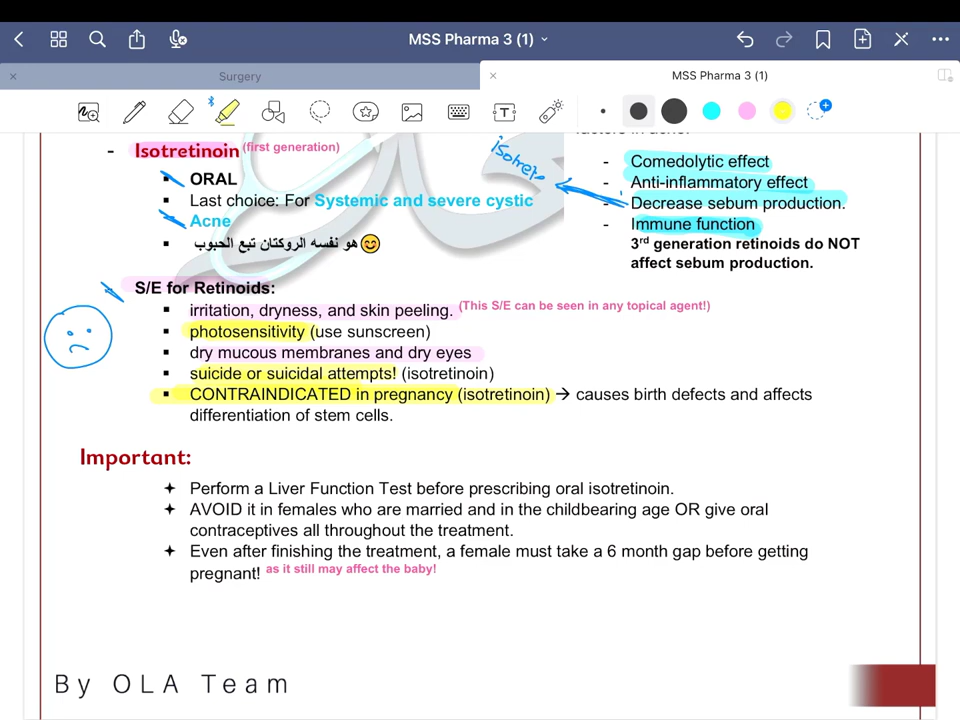 MSS Pharma 3 (1)
Surgery
MSS Pharma 3 (1)
- Isotretinoin (first generation)
▪ ORAL
▪ Last choice: For Systemic and severe cystic
Acne
▪ هو نفسه الروكتان تبع الحبوب 😊
isotreto
- Comedolytic effect
- Anti-inflammatory effect
- Decrease sebum production.
- Immune function
3rd generation retinoids do NOT
affect sebum production.
- S/E for Retinoids:
▪ irritation, dryness, and skin peeling. (This S/E can be seen in any topical agent!)
▪ photosensitivity (use sunscreen)
▪ dry mucous membranes and dry eyes
▪ suicide or suicidal attempts! (isotretinoin)
▪ CONTRAINDICATED in pregnancy (isotretinoin) → causes birth defects and affects
differentiation of stem cells.
Important:
✦ Perform a Liver Function Test before prescribing oral isotretinoin.
✦ AVOID it in females who are married and in the childbearing age OR give oral
contraceptives all throughout the treatment.
✦ Even after finishing the treatment, a female must take a 6 month gap before getting
pregnant! as it still may affect the baby!
By OLA Team